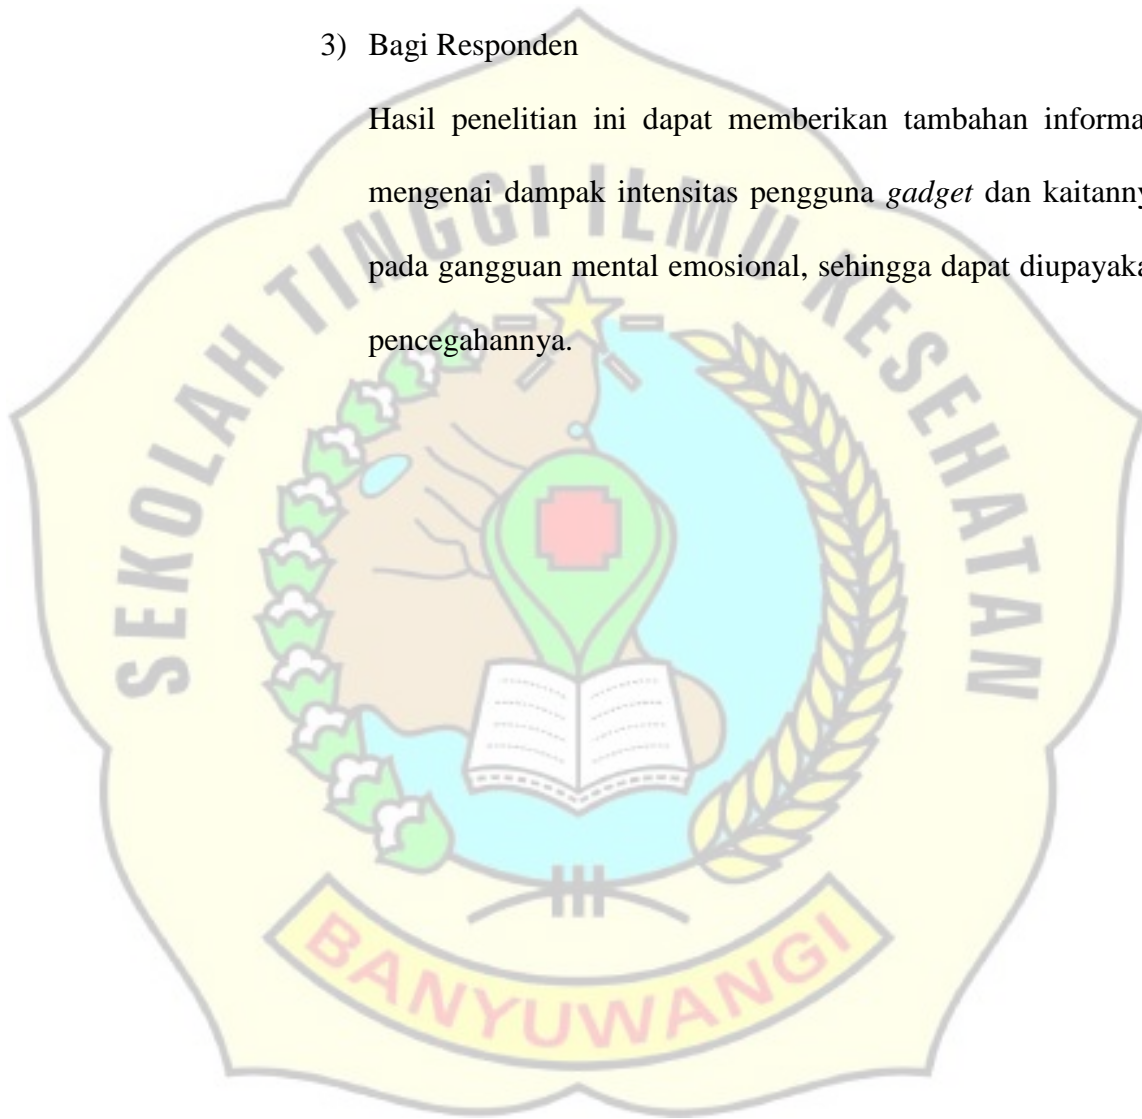 3) Bagi Responden
Hasil penelitian ini dapat memberikan tambahan informa
mengenai dampak intensitas pengguna gadget dan kaitanny
pada gangguan mental emosional, sehingga dapat diupayaka
pencegahannya.
SEKOLAH TINGGI ILMU KESEHATAN
BANYUWANGI